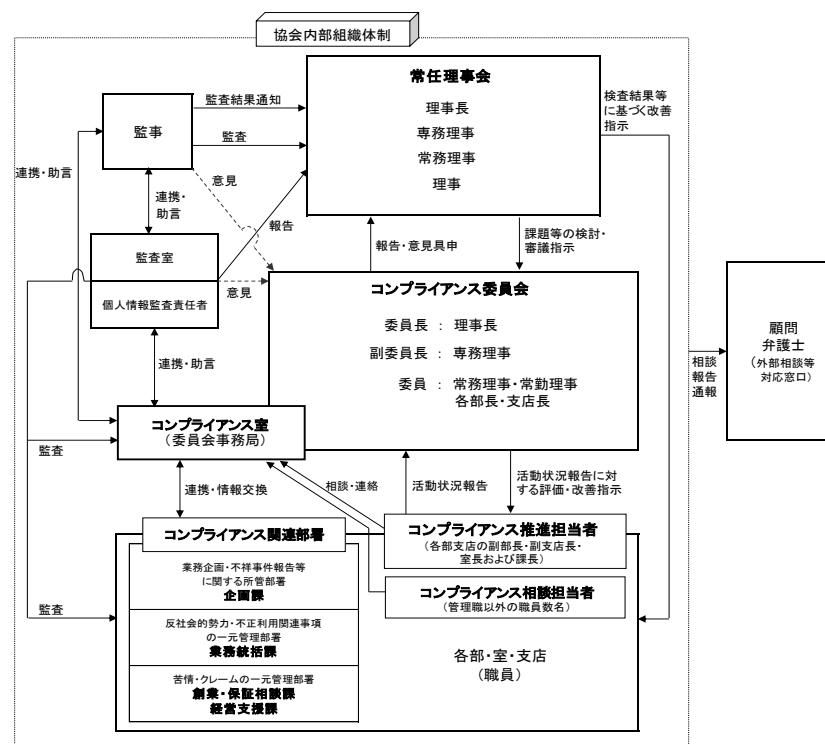 協会内部組織体制
常任理事会
理事長
専務理事
常務理事
理事
監事
監査結果通知
監査
検査結果等
に基づく改善
指示
連携・助言
連携・
助言
意見
報告
報告・意見具申
課題等の検討・
審議指示
監査室
個人情報監査責任者
意見
コンプライアンス委員会
委員長 : 理事長
副委員長 : 専務理事
委員 : 常務理事・常勤理事
各部長・支店長
顧問
弁護士
(外部相談等
対応窓口)
相談
報告
通報
連携・助言
コンプライアンス室
(委員会事務局)
監査
連携・情報交換
相談・連絡
活動状況報告
活動状況報告に対
する評価・改善指示
コンプライアンス関連部署
業務企画・不祥事件報告等
に関する所管部署
企画課
反社会的勢力・不正利用関連事項
の一元管理部署
業務統括課
苦情・クレームの一元管理部署
創業・保証相談課
経営支援課
コンプライアンス推進担当者
(各部支店の副部長・副支店長・
室長および課長)
コンプライアンス相談担当者
(管理職以外の職員数名)
監査
各部・室・支店
(職員)